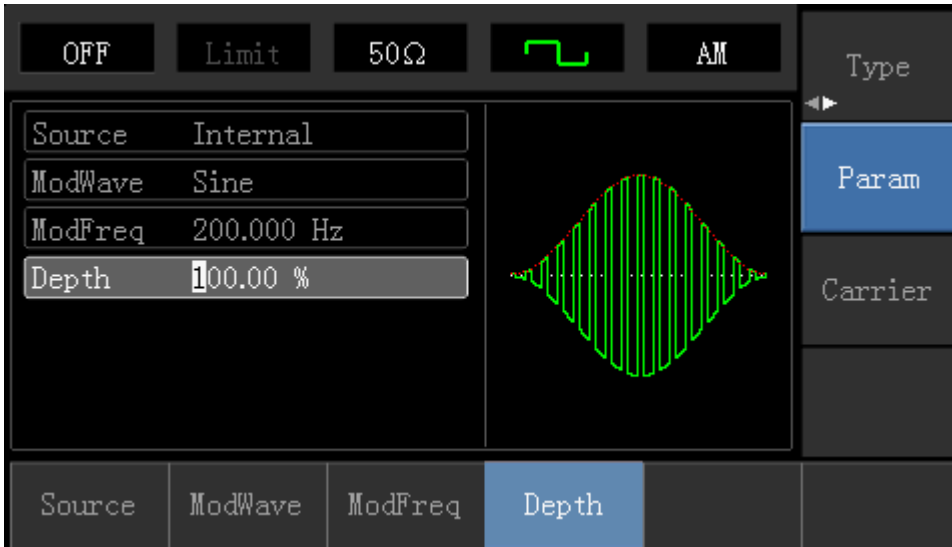 OFF Limit 50Ω AM
Type
Source Internal
ModWave Sine
ModFreq 200.000 Hz
Depth 100.00 %
Param
Carrier
Source ModWave ModFreq Depth